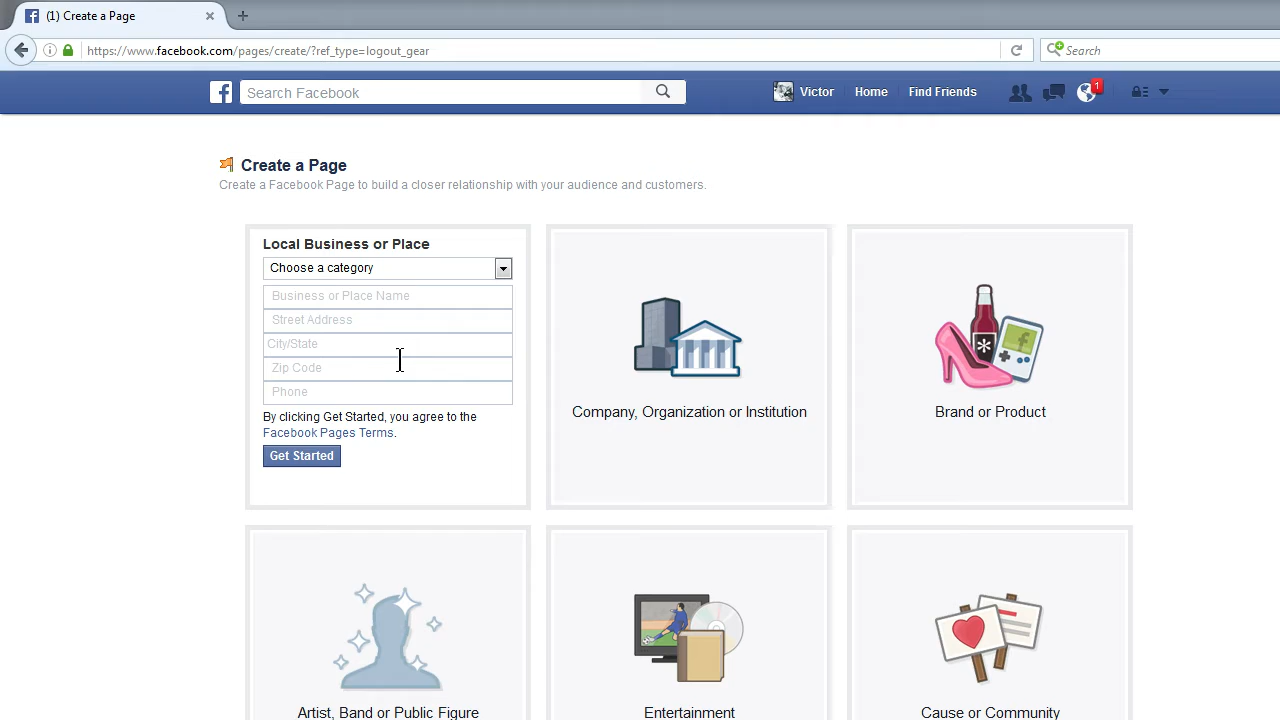 (1) Create a Page
https://www.facebook.com/pages/create/?ref_type=logout_gear
Search
Search Facebook
Victor
Home
Find Friends
1
Create a Page
Create a Facebook Page to build a closer relationship with your audience and customers.
Local Business or Place
Choose a category
Business or Place Name
Street Address
City/State
Zip Code
Phone
By clicking Get Started, you agree to the
Facebook Pages Terms.
Get Started
Company, Organization or Institution
Brand or Product
Artist, Band or Public Figure
Entertainment
Cause or Community